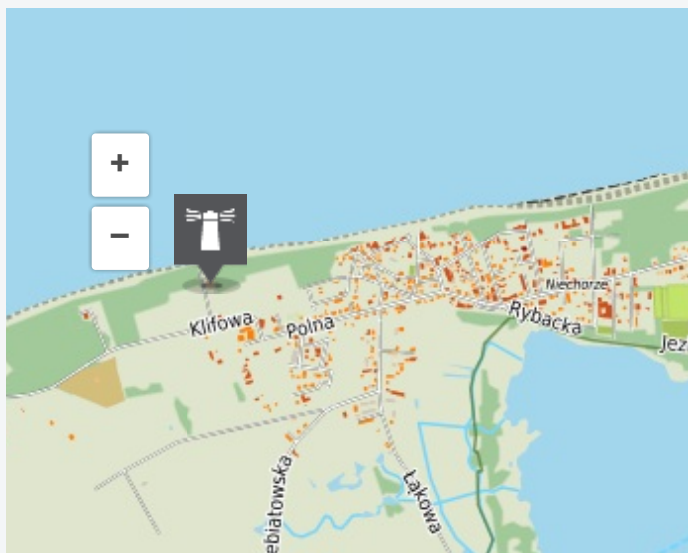 +
−
Niechorze
Klifowa
Polna
Rybacka
Jez
ebiatowska
Łąkowa